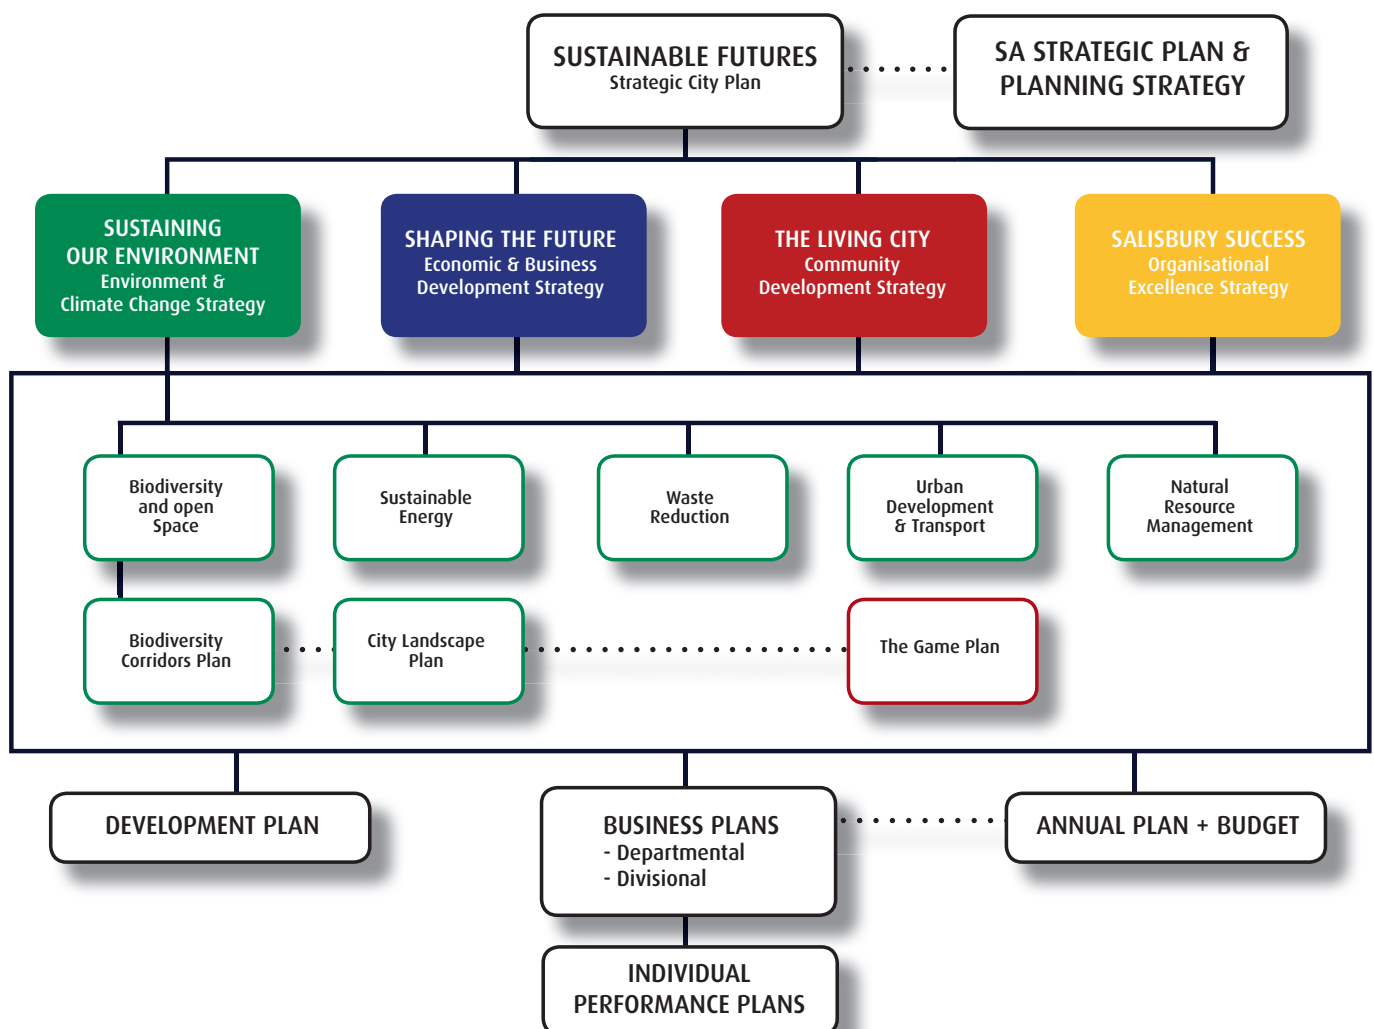 SUSTAINABLE FUTURES
Strategic City Plan
SA STRATEGIC PLAN &
PLANNING STRATEGY
SUSTAINING
OUR ENVIRONMENT
Environment &
Climate Change Strategy
SHAPING THE FUTURE
Economic & Business
Development Strategy
THE LIVING CITY
Community
Development Strategy
SALISBURY SUCCESS
Organisational
Excellence Strategy
Biodiversity
and open
Space
Sustainable
Energy
Waste
Reduction
Urban
Development
& Transport
Natural
Resource
Management
Biodiversity
Corridors Plan
City Landscape
Plan
The Game Plan
DEVELOPMENT PLAN
BUSINESS PLANS
- Departmental
- Divisional
ANNUAL PLAN + BUDGET
INDIVIDUAL
PERFORMANCE PLANS